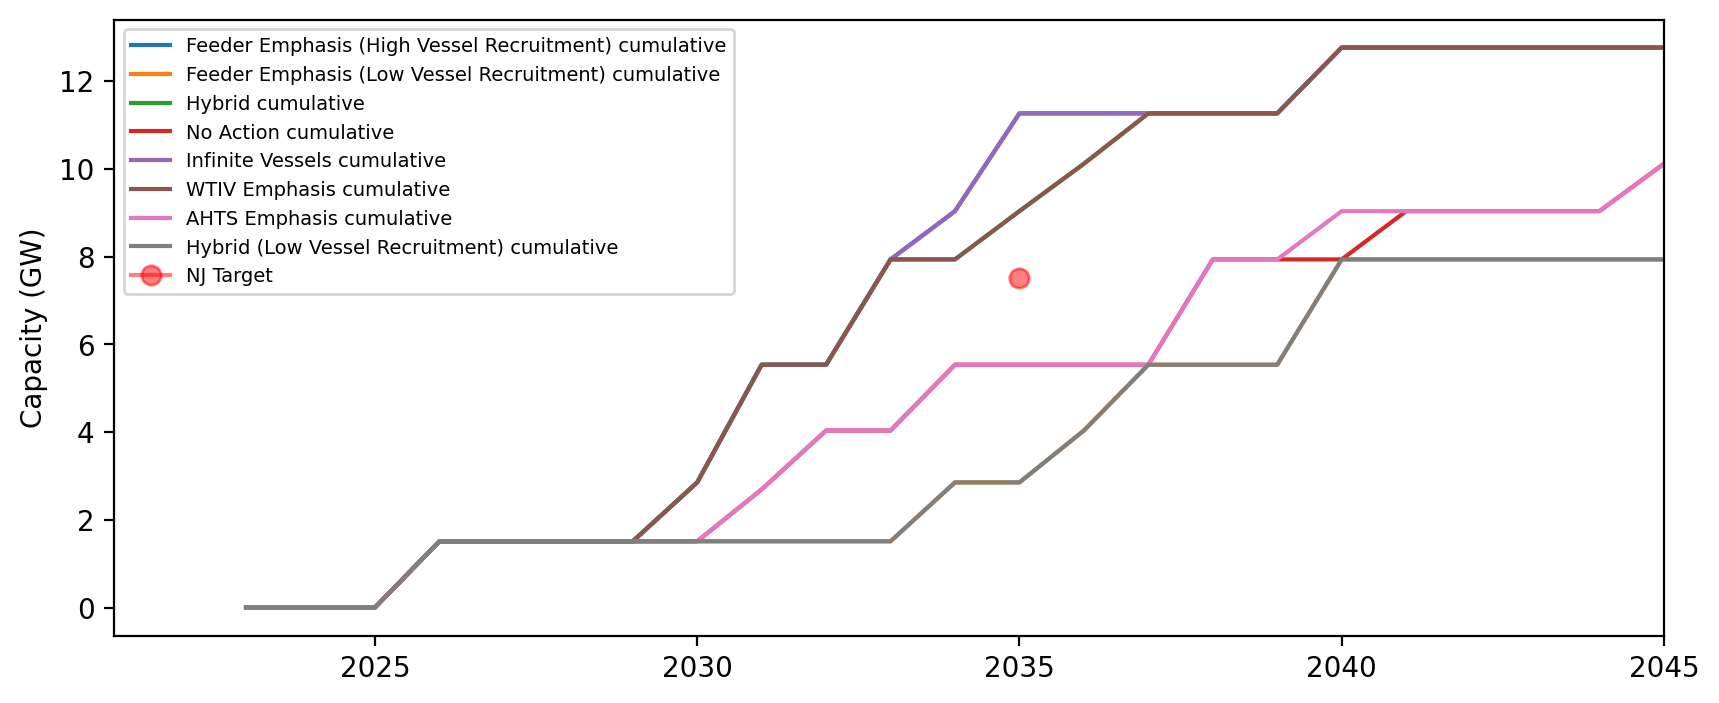 Feeder Emphasis (High Vessel Recruitment) cumulative
Feeder Emphasis (Low Vessel Recruitment) cumulative
Hybrid cumulative
No Action cumulative
Infinite Vessels cumulative
WTIV Emphasis cumulative
AHTS Emphasis cumulative
Hybrid (Low Vessel Recruitment) cumulative
NJ Target
Capacity (GW)
12
10
8
6
4
2
0
2025 2030 2035 2040 2045